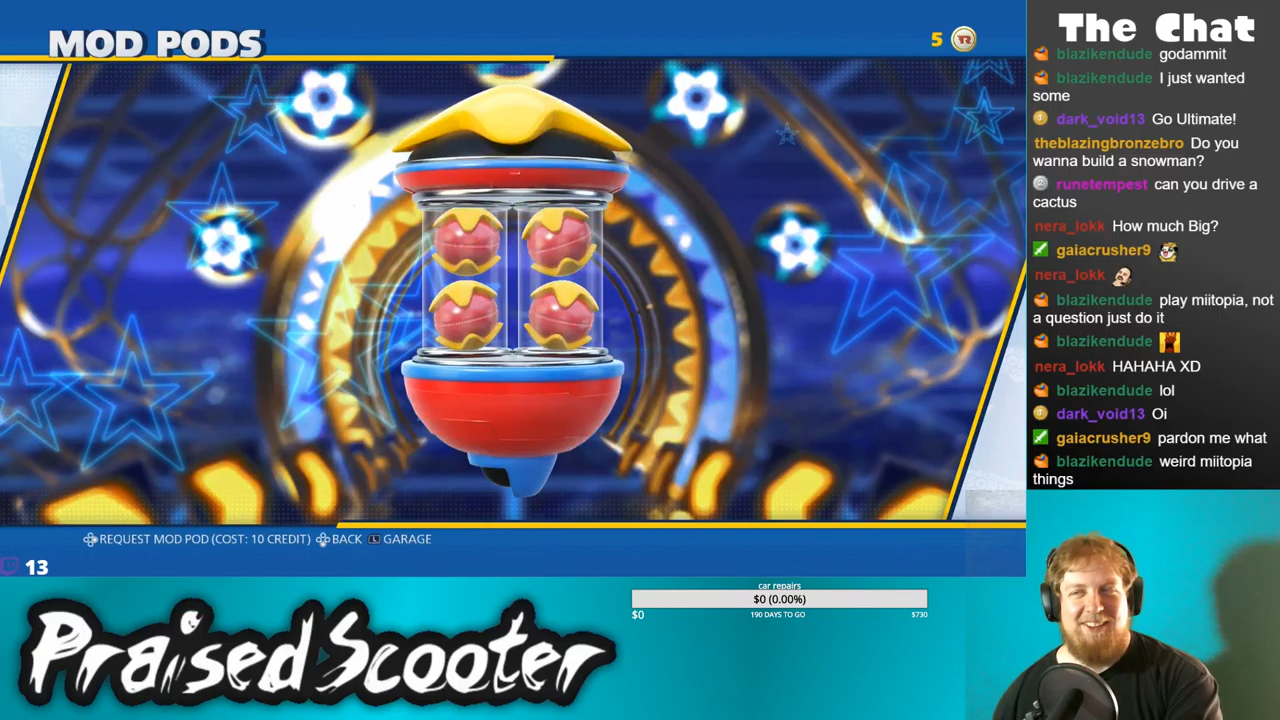 MOD PODS
5
REQUEST MOD POD (COST: 10 CREDIT) BACK L GARAGE
13
PraisedScooter
car repairs
$0 (0.00%)
$0 190 DAYS TO GO $730
The Chat
blazikendude godammit
blazikendude I just wanted
some
dark_void13 Go Ultimate!
theblazingbronzebro Do you
wanna build a snowman?
runetempest can you drive a
cactus
nera_lokk How much Big?
gaiacrusher9
nera_lokk
blazikendude play miitopia, not
a question just do it
blazikendude
nera_lokk HAHAHA XD
blazikendude lol
dark_void13 Oi
gaiacrusher9 pardon me what
blazikendude weird miitopia
things